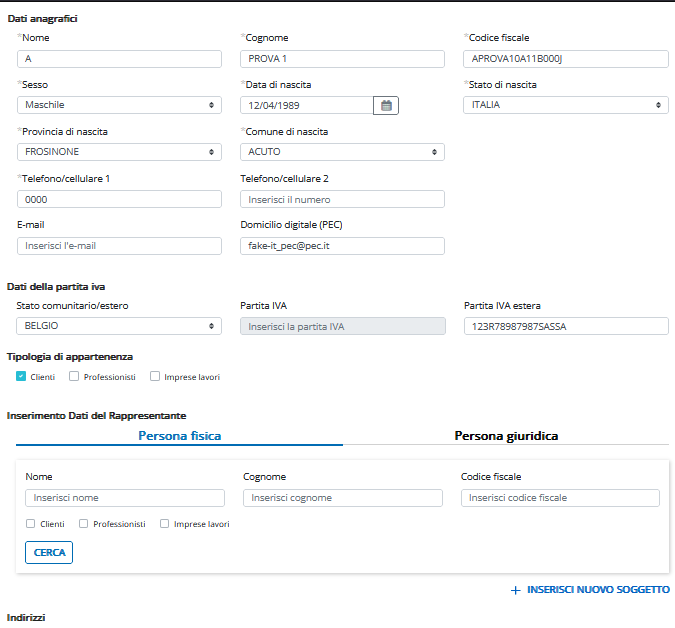 Dati anagrafici
*Nome *Cognome *Codice fiscale
A PROVA 1 APROVA10A11B000J
*Sesso *Data di nascita *Stato di nascita
Maschile 12/04/1989 ITALIA
*Provincia di nascita *Comune di nascita
FROSINONE ACUTO
*Telefono/cellulare 1 Telefono/cellulare 2
0000 Inserisci il numero
E-mail Domicilio digitale (PEC)
Inserisci l'e-mail fake-it_pec@pec.it
Dati della partita iva
Stato comunitario/estero Partita IVA Partita IVA estera
BELGIO Inserisci la partita IVA 123R78987987SASSA
Tipologia di appartenenza
Clienti Professionisti Imprese lavori
Inserimento Dati del Rappresentante
Persona fisica Persona giuridica
Nome Cognome Codice fiscale
Inserisci nome Inserisci cognome Inserisci codice fiscale
Clienti Professionisti Imprese lavori
CERCA
+ INSERISCI NUOVO SOGGETTO
Indirizzi